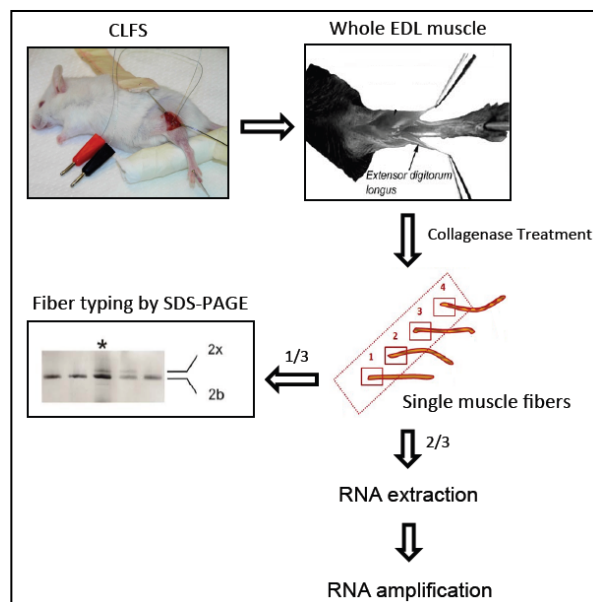 CLFS
Whole EDL muscle
Extensor digitorum
longus
Collagenase Treatment
Fiber typing by SDS-PAGE
*
2x
2b
1/3
1
2
3
4
Single muscle fibers
2/3
RNA extraction
RNA amplification